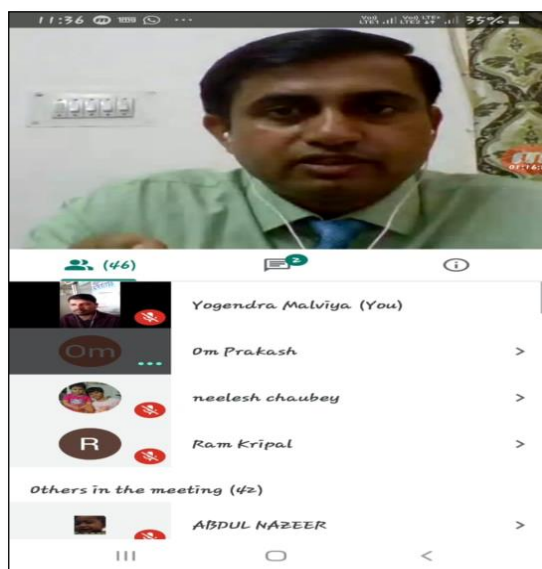 11:36 35%
(46) 2
Yogendra Malviya (You)
Om
Om Prakash
neelesh chaubey
R
Ram Kripal
Others in the meeting (42)
ABDUL NAZEER